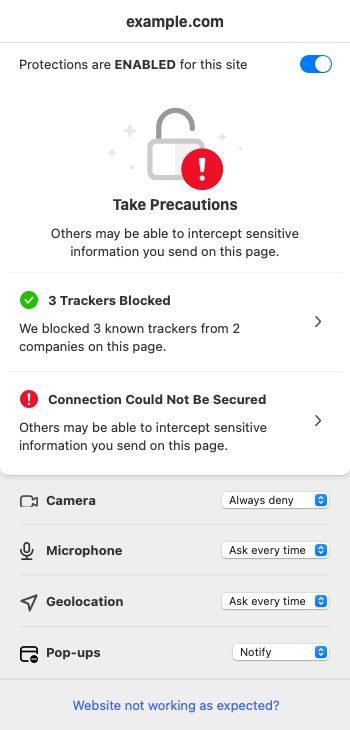 example.com
Protections are ENABLED for this site
Take Precautions
Others may be able to intercept sensitive
information you send on this page.
3 Trackers Blocked
We blocked 3 known trackers from 2
companies on this page.
Connection Could Not Be Secured
Others may be able to intercept sensitive
information you send on this page.
Camera Always deny
Microphone Ask every time
Geolocation Ask every time
Pop-ups Notify
Website not working as expected?